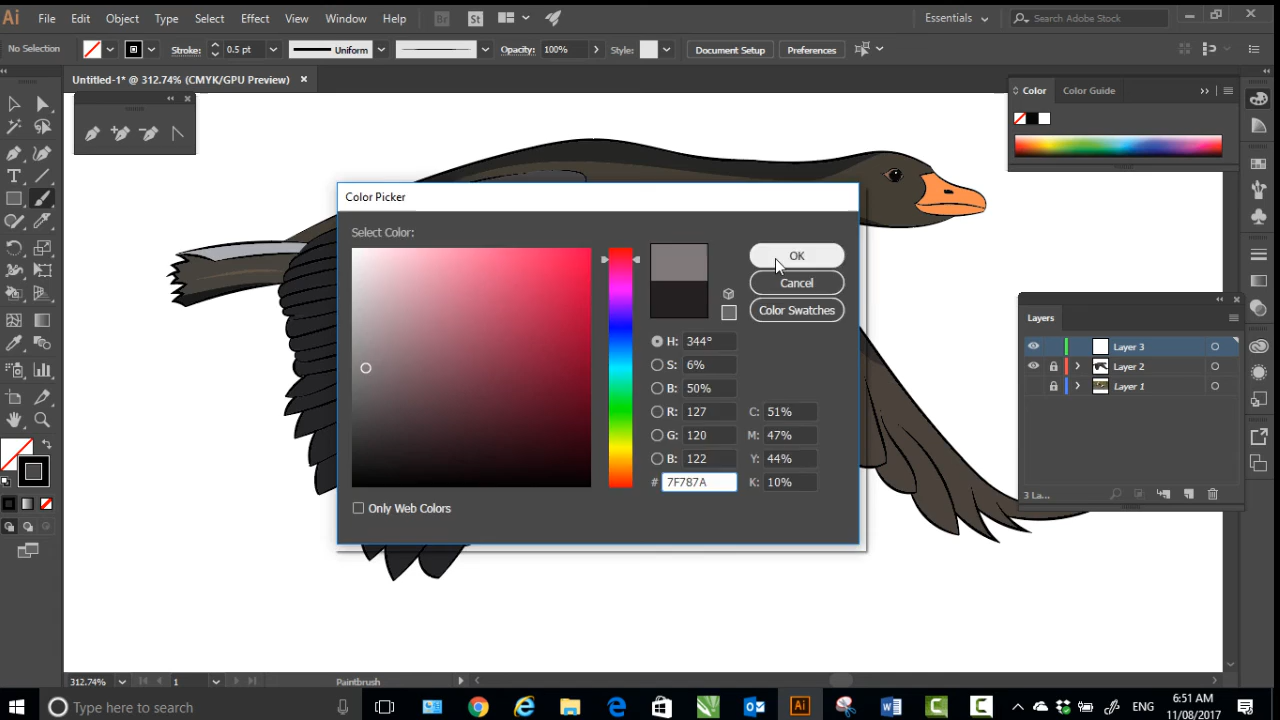 Ai File Edit Object Type Select Effect View Window Help Br St Essentials Search Adobe Stock
No Selection Stroke: 0.5 pt Uniform Opacity: 100% Style: Document Setup Preferences
Untitled-1* @ 312.74% (CMYK/GPU Preview) ×
Color Color Guide
Color Picker
Select Color:
OK
Cancel
Color Swatches
H: 344°
S: 6%
B: 50%
R: 127 C: 51%
G: 120 M: 47%
B: 122 Y: 44%
# 7F787A K: 10%
Only Web Colors
Layers
Layer 3
Layer 2
Layer 1
3 La...
312.74% 1 Paintbrush
Type here to search
Ai
ENG
6:51 AM
11/08/2017